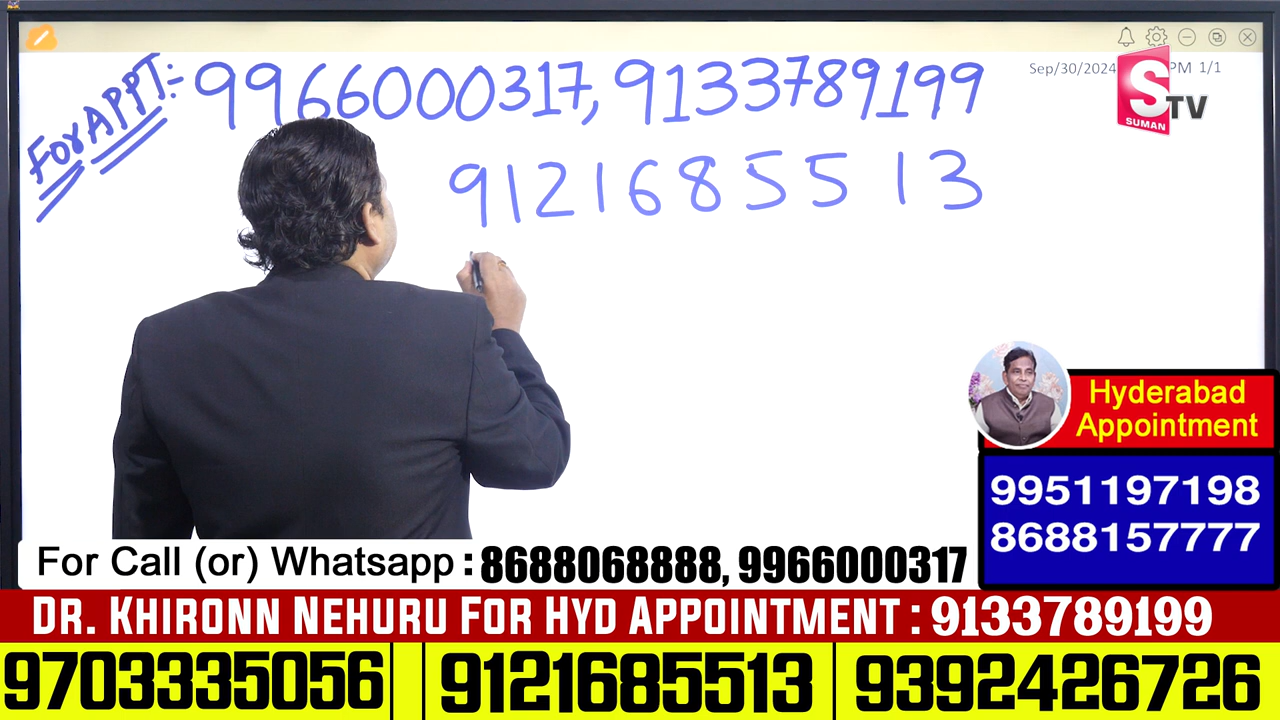 Sep/30/2024 PM 1/1
S TV
SUMAN
For APPT:- 9966000317, 9133789199
9121685513
Hyderabad
Appointment
9951197198
8688157777
For Call (or) Whatsapp : 8688068888, 9966000317
DR. KHIRONN NEHURU FOR HYD APPOINTMENT : 9133789199
9703335056 9121685513 9392426726